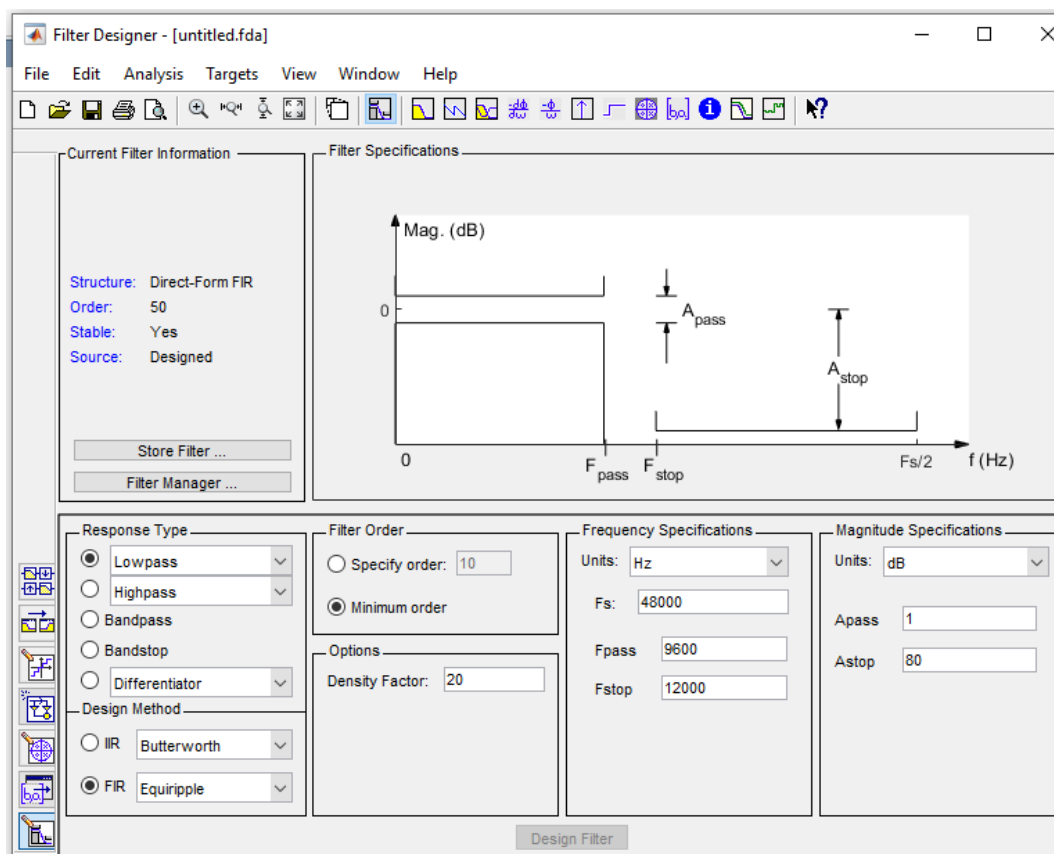 Filter Designer - [untitled.fda]
File Edit Analysis Targets View Window Help
Current Filter Information
Structure: Direct-Form FIR
Order: 50
Stable: Yes
Source: Designed
Store Filter ...
Filter Manager ...
Filter Specifications
Mag. (dB)
0
A pass
A stop
0
F pass
F stop
Fs/2
f (Hz)
Response Type
Lowpass
Highpass
Bandpass
Bandstop
Differentiator
Design Method
IIR Butterworth
FIR Equiripple
Filter Order
Specify order: 10
Minimum order
Options
Density Factor: 20
Frequency Specifications
Units: Hz
Fs: 48000
Fpass 9600
Fstop 12000
Magnitude Specifications
Units: dB
Apass 1
Astop 80
Design Filter